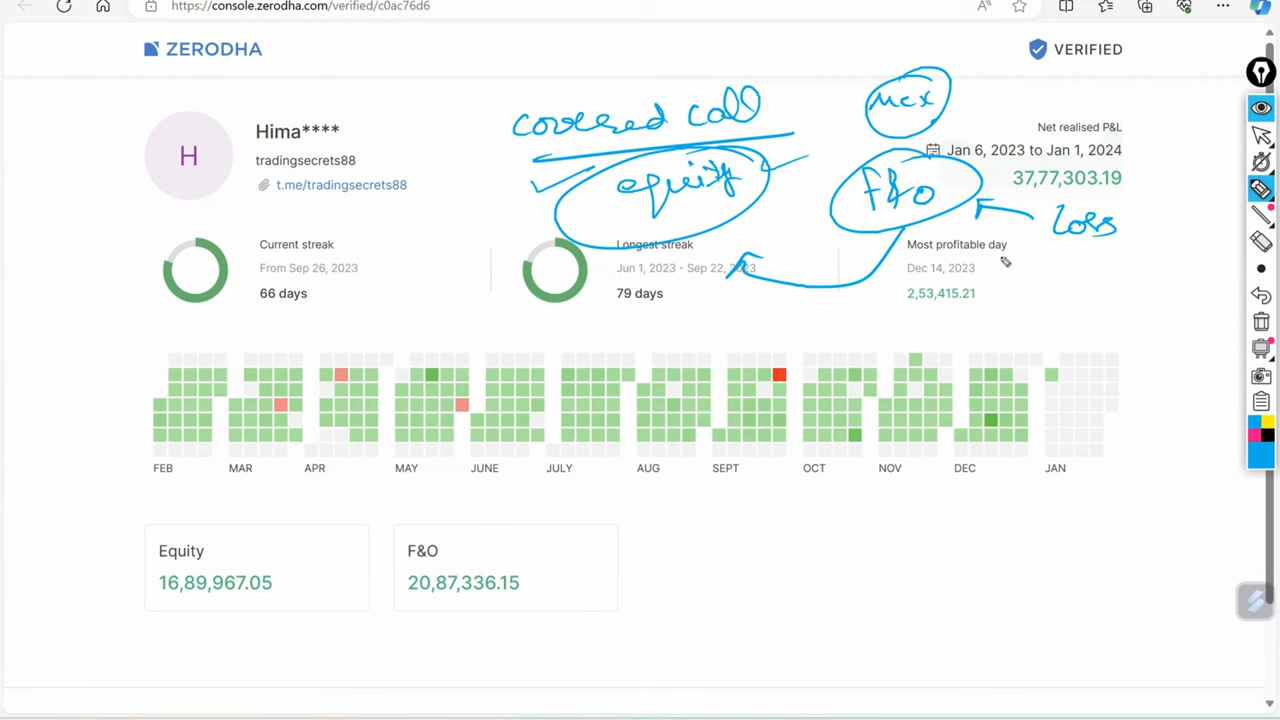 https://console.zerodha.com/verified/c0ac76d6
ZERODHA
VERIFIED
covered call
mcx
H
Hima****
tradingsecrets88
t.me/tradingsecrets88
equity
F&O
Net realised P&L
Jan 6, 2023 to Jan 1, 2024
37,77,303.19
Loss
Current streak
From Sep 26, 2023
66 days
Longest streak
Jun 1, 2023 - Sep 22, 2023
79 days
Most profitable day
Dec 14, 2023
2,53,415.21
FEB MAR APR MAY JUNE JULY AUG SEPT OCT NOV DEC JAN
Equity
16,89,967.05
F&O
20,87,336.15